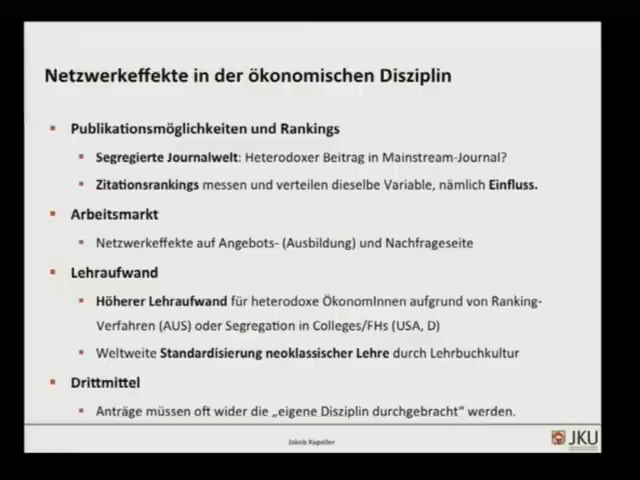 Netzwerkeffekte in der ökonomischen Disziplin
Publikationsmöglichkeiten und Rankings
Segregierte Journalwelt: Heterodoxer Beitrag in Mainstream-Journal?
Zitationsrankings messen und verteilen dieselbe Variable, nämlich Einfluss.
Arbeitsmarkt
Netzwerkeffekte auf Angebots- (Ausbildung) und Nachfrageseite
Lehraufwand
Höherer Lehraufwand für heterodoxe ÖkonomInnen aufgrund von Ranking-
Verfahren (AUS) oder Segregation in Colleges/FHs (USA, D)
Weltweite Standardisierung neoklassischer Lehre durch Lehrbuchkultur
Drittmittel
Anträge müssen oft wider die „eigene Disziplin durchgebracht“ werden.
Jakob Kapeller
JKU